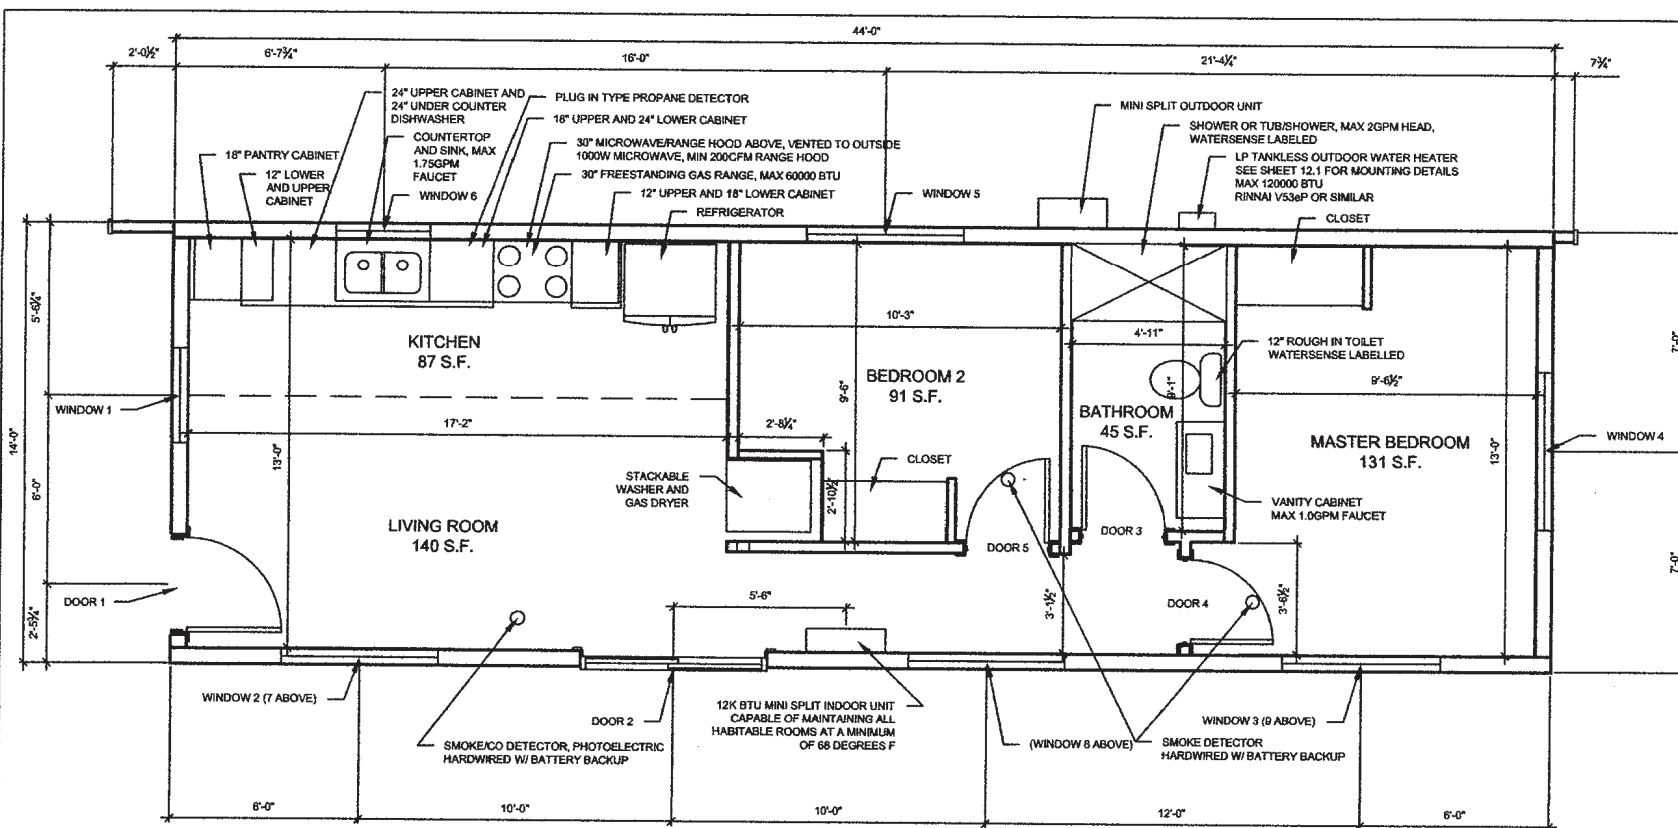 44'-0"
2'-0½"
6'-7¾"
16'-0"
21'-4¼"
7¾"
24" UPPER CABINET AND
24" UNDER COUNTER
DISHWASHER
COUNTERTOP
AND SINK, MAX
1.75GPM
FAUCET
WINDOW 6
18" PANTRY CABINET
12" LOWER
AND UPPER
CABINET
PLUG IN TYPE PROPANE DETECTOR
18" UPPER AND 24" LOWER CABINET
30" MICROWAVE/RANGE HOOD ABOVE, VENTED TO OUTSIDE
1000W MICROWAVE, MIN 200CFM RANGE HOOD
30" FREESTANDING GAS RANGE, MAX 60000 BTU
12" UPPER AND 18" LOWER CABINET
REFRIGERATOR
WINDOW 5
MINI SPLIT OUTDOOR UNIT
SHOWER OR TUB/SHOWER, MAX 2GPM HEAD,
WATERSENSE LABELED
LP TANKLESS OUTDOOR WATER HEATER
SEE SHEET 12.1 FOR MOUNTING DETAILS
MAX 120000 BTU
RINNAI V53eP OR SIMILAR
CLOSET
5'-6¼"
14'-0"
6'-0"
2'-5¾"
WINDOW 1
DOOR 1
KITCHEN
87 S.F.
17'-2"
13'-0"
LIVING ROOM
140 S.F.
STACKABLE
WASHER AND
GAS DRYER
10'-3"
BEDROOM 2
91 S.F.
9'-6"
2'-8¼"
2'-10½"
CLOSET
DOOR 5
4'-11"
12" ROUGH IN TOILET
WATERSENSE LABELLED
9'-1"
BATHROOM
45 S.F.
9'-6½"
MASTER BEDROOM
131 S.F.
13'-0"
WINDOW 4
7'-0"
7'-0"
VANITY CABINET
MAX 1.0GPM FAUCET
DOOR 3
DOOR 4
3'-1½"
3'-6½"
5'-6"
WINDOW 2 (7 ABOVE)
DOOR 2
SMOKE/CO DETECTOR, PHOTOELECTRIC
HARDWIRED W/ BATTERY BACKUP
12K BTU MINI SPLIT INDOOR UNIT
CAPABLE OF MAINTAINING ALL
HABITABLE ROOMS AT A MINIMUM
OF 68 DEGREES F
(WINDOW 8 ABOVE)
WINDOW 3 (9 ABOVE)
SMOKE DETECTOR
HARDWIRED W/ BATTERY BACKUP
6'-0"
10'-0"
10'-0"
12'-0"
6'-0"